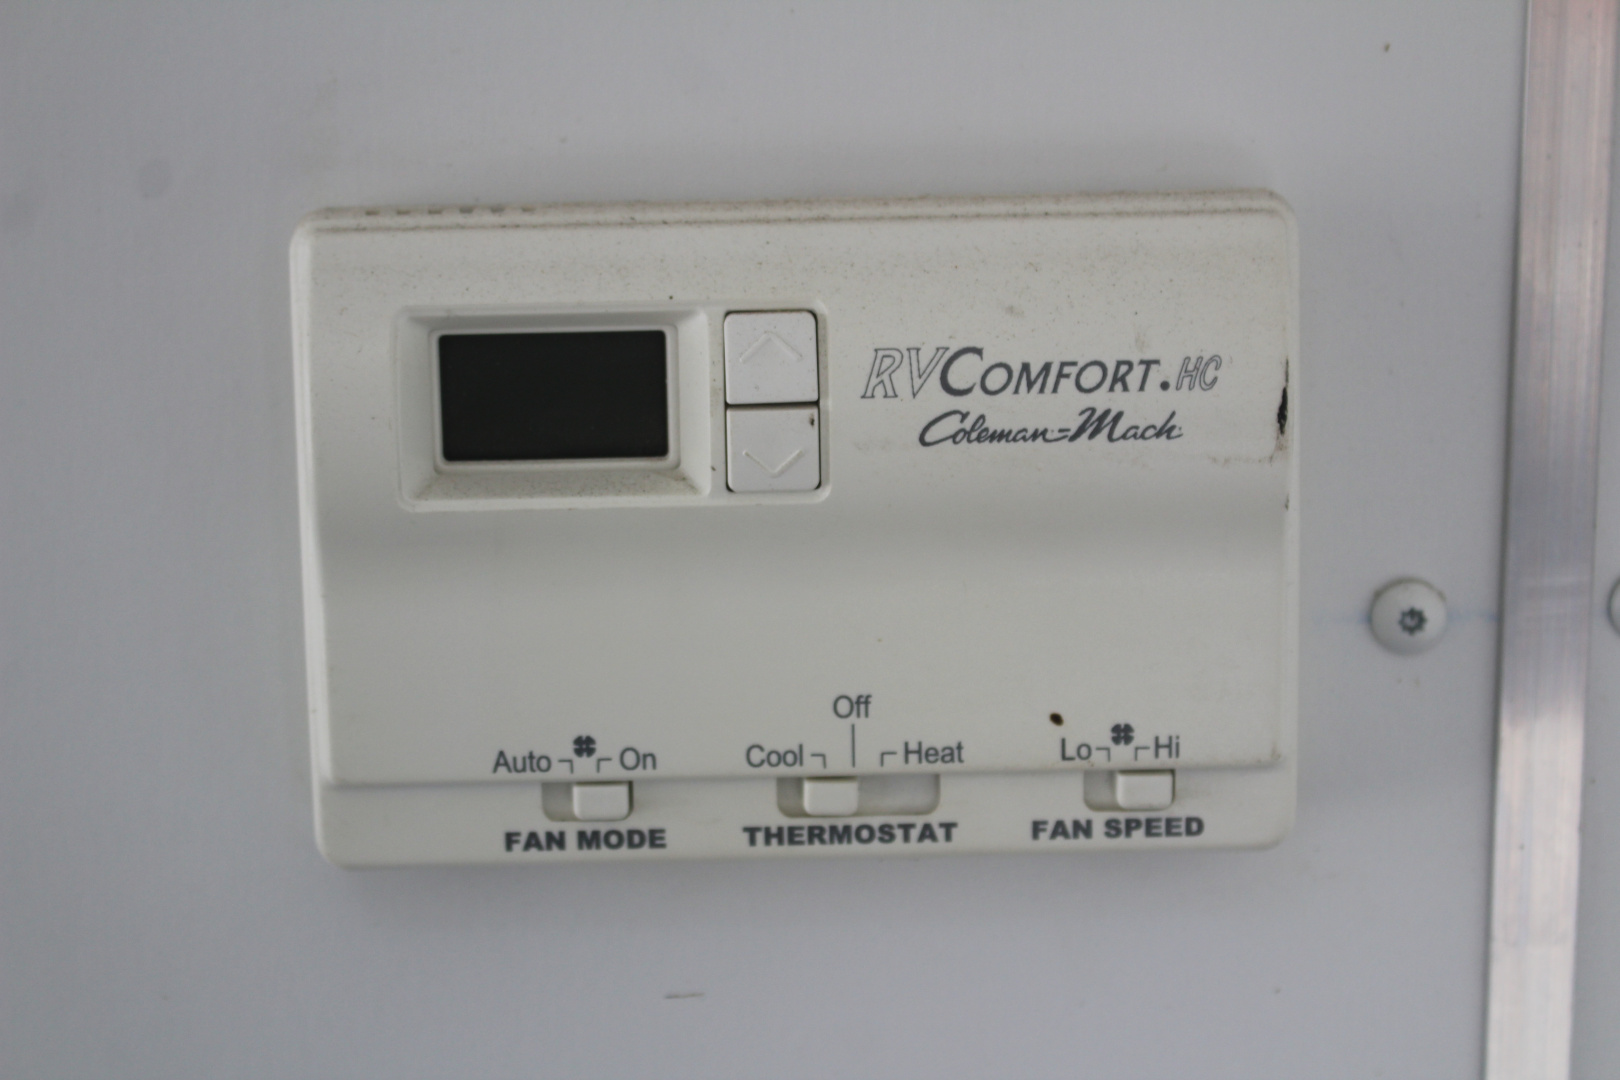 RVCOMFORT.HC
Coleman-Mach
Off
Auto On
Cool Heat
Lo Hi
FAN MODE
THERMOSTAT
FAN SPEED